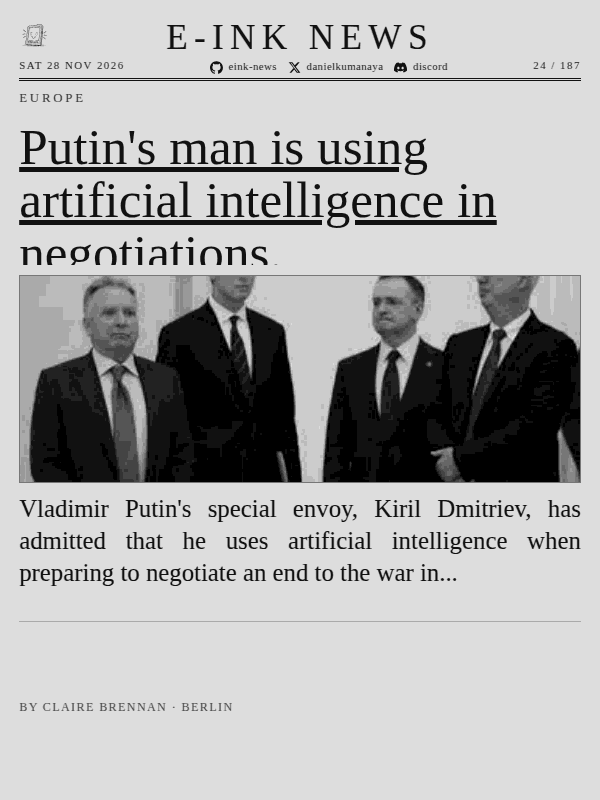 E-INK NEWS
SAT 28 NOV 2026
eink-news
danielkumanaya
discord
24 / 187
EUROPE
Putin's man is using
artificial intelligence in
negotiations.
Vladimir Putin's special envoy, Kiril Dmitriev, has
admitted that he uses artificial intelligence when
preparing to negotiate an end to the war in...
BY CLAIRE BRENNAN · BERLIN